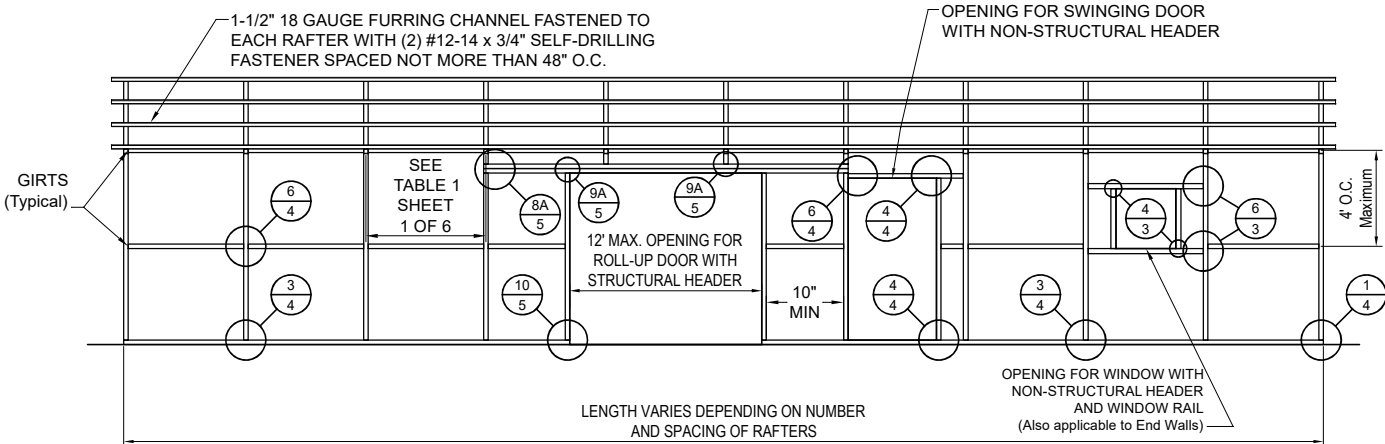 1-1/2" 18 GAUGE FURRING CHANNEL FASTENED TO
EACH RAFTER WITH (2) #12-14 x 3/4" SELF-DRILLING
FASTENER SPACED NOT MORE THAN 48" O.C.
OPENING FOR SWINGING DOOR
WITH NON-STRUCTURAL HEADER
GIRTS
(Typical)
6
4
SEE
TABLE 1
SHEET
1 OF 6
8A
5
9A
5
9A
5
6
4
4
4
4
3
6
3
4' O.C.
Maximum
12' MAX. OPENING FOR
ROLL-UP DOOR WITH
STRUCTURAL HEADER
3
4
10
5
10"
MIN
4
4
3
4
1
4
OPENING FOR WINDOW WITH
NON-STRUCTURAL HEADER
AND WINDOW RAIL
(Also applicable to End Walls)
LENGTH VARIES DEPENDING ON NUMBER
AND SPACING OF RAFTERS